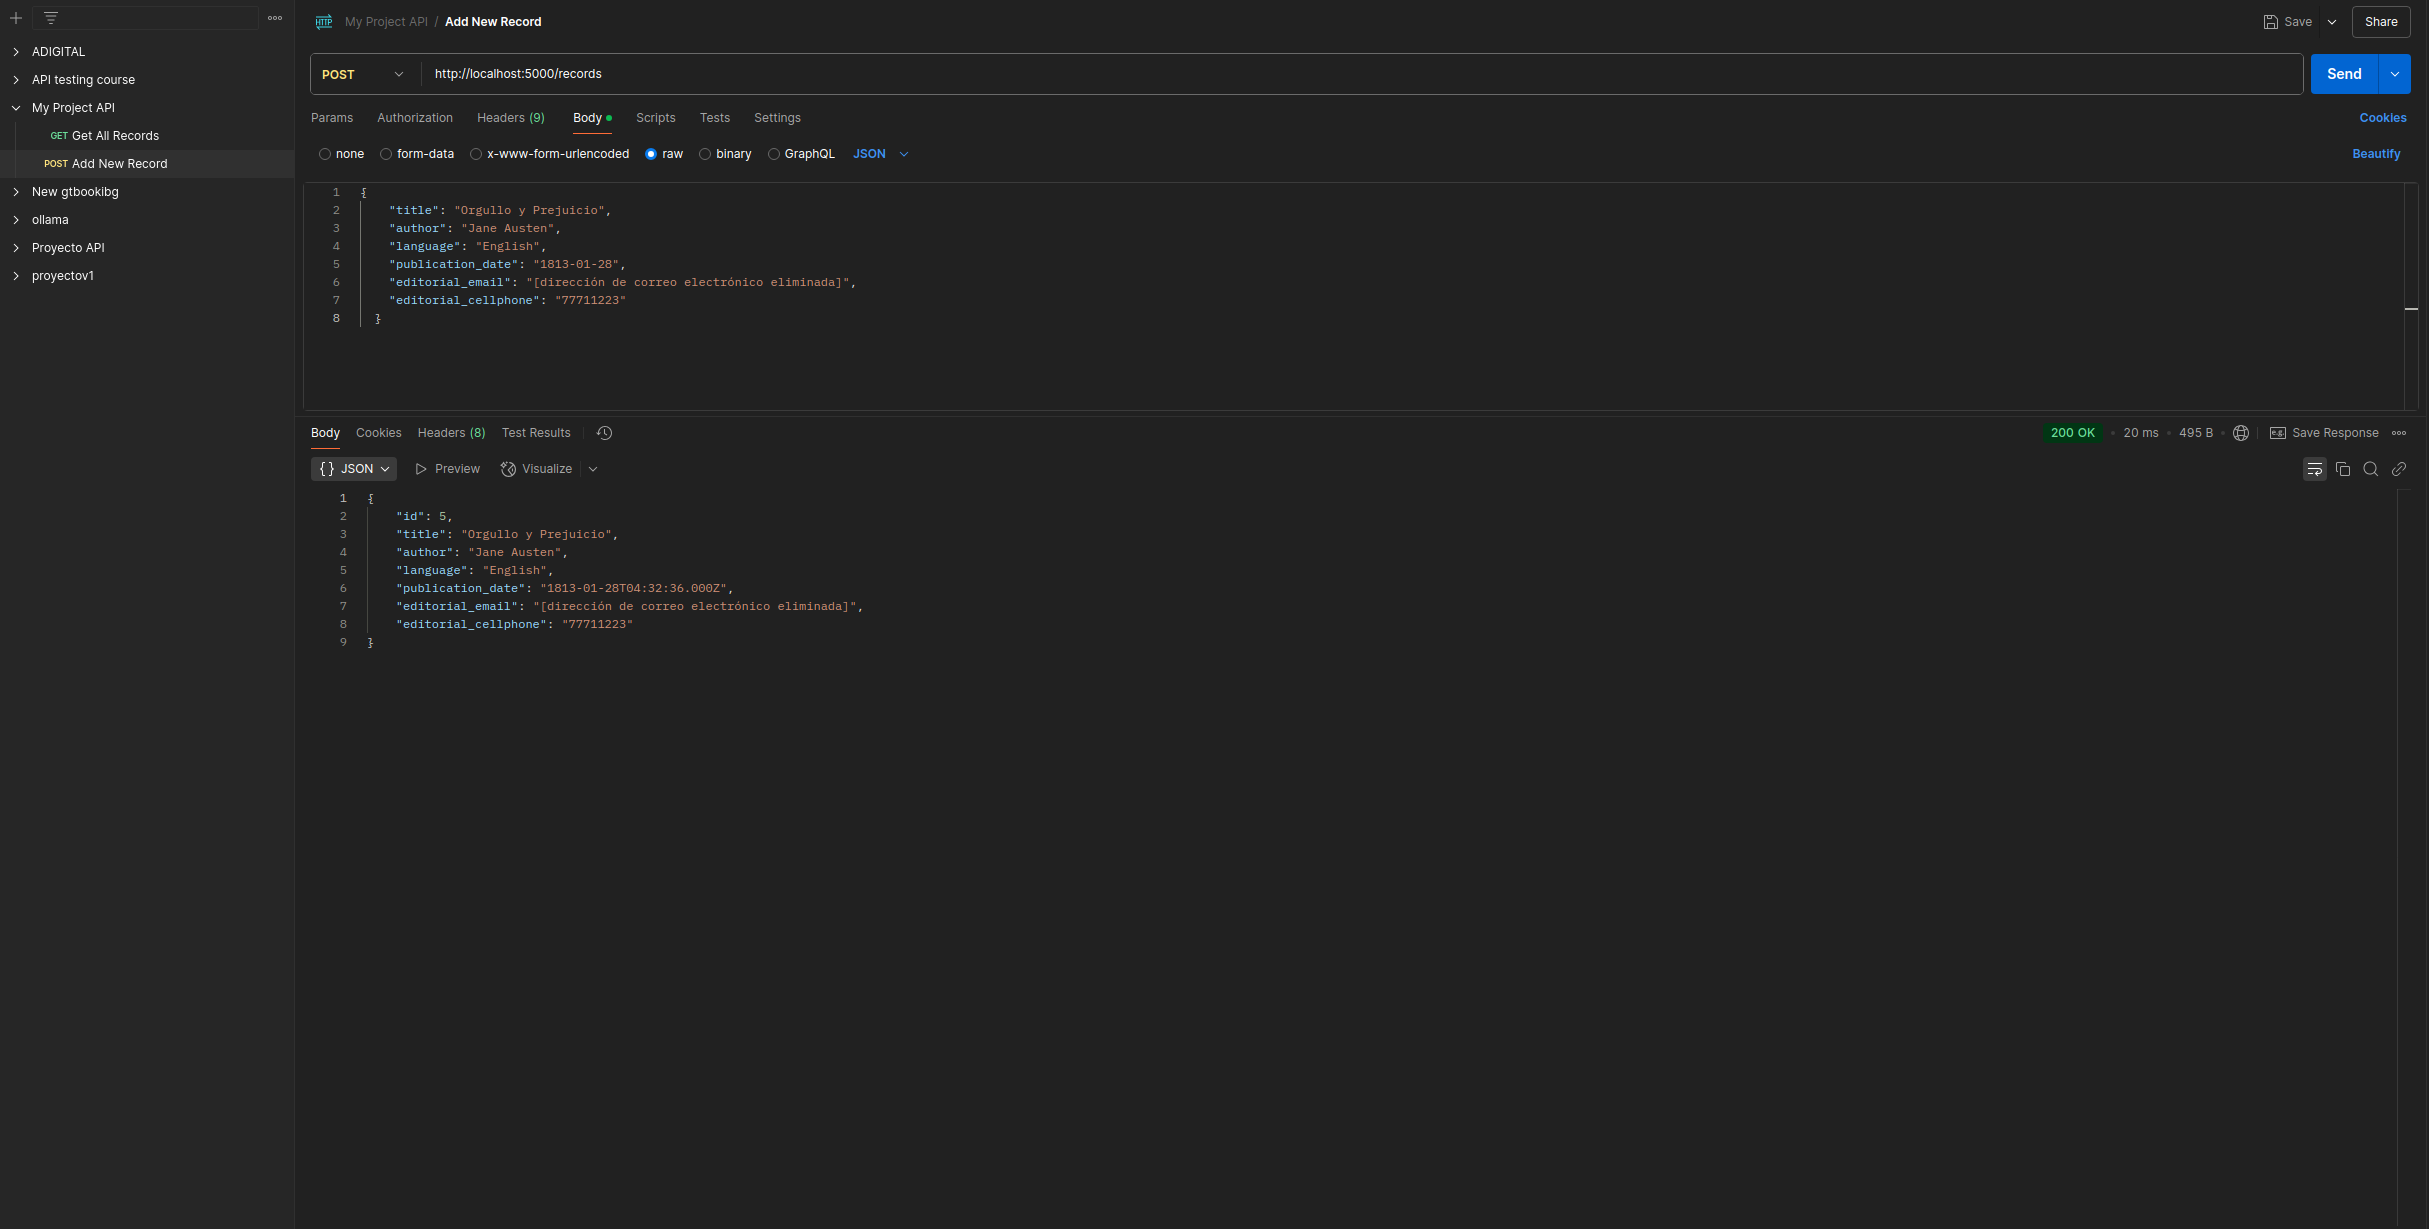 ADIGITAL
API testing course
My Project API
GET Get All Records
POST Add New Record
New gtbookibg
ollama
Proyecto API
proyectov1
HTTP My Project API / Add New Record
Save
Share
POST http://localhost:5000/records
Send
Params Authorization Headers (9) Body Scripts Tests Settings
Cookies
none form-data x-www-form-urlencoded raw binary GraphQL JSON
Beautify
1 {
2 "title": "Orgullo y Prejuicio",
3 "author": "Jane Austen",
4 "language": "English",
5 "publication_date": "1813-01-28",
6 "editorial_email": "[dirección de correo electrónico eliminada]",
7 "editorial_cellphone": "77711223"
8 }
Body Cookies Headers (8) Test Results
200 OK • 20 ms • 495 B •
e.g. Save Response
{} JSON Preview Visualize
1 {
2 "id": 5,
3 "title": "Orgullo y Prejuicio",
4 "author": "Jane Austen",
5 "language": "English",
6 "publication_date": "1813-01-28T04:32:36.000Z",
7 "editorial_email": "[dirección de correo electrónico eliminada]",
8 "editorial_cellphone": "77711223"
9 }